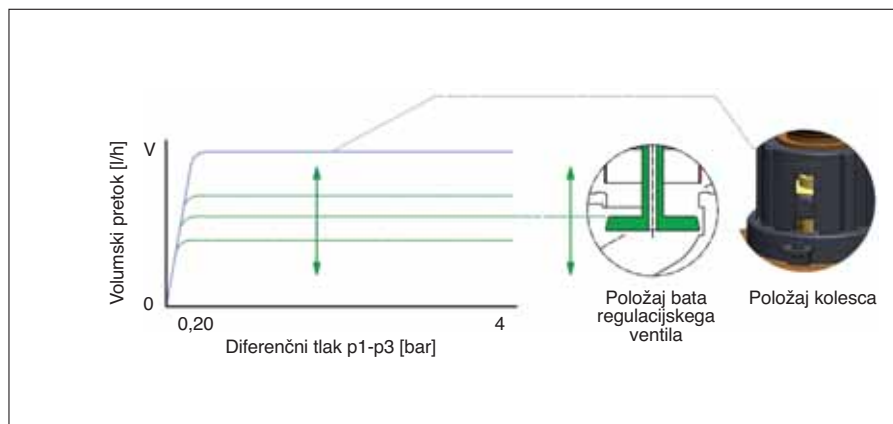 Volumski pretok [l/h]
V
0
0,20
4
Diferenčni tlak p1-p3 [bar]
Položaj bata
regulacijskega
ventila
Položaj kolesca